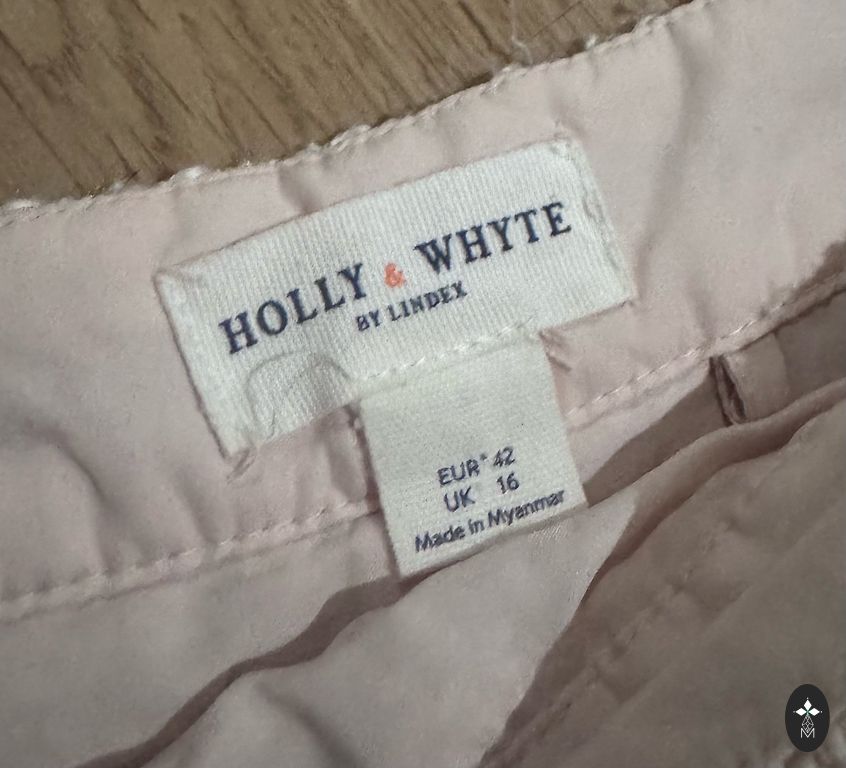 HOLLY & WHYTE
BY LINDEX
EUR* 42
UK 16
Made in Myanmar